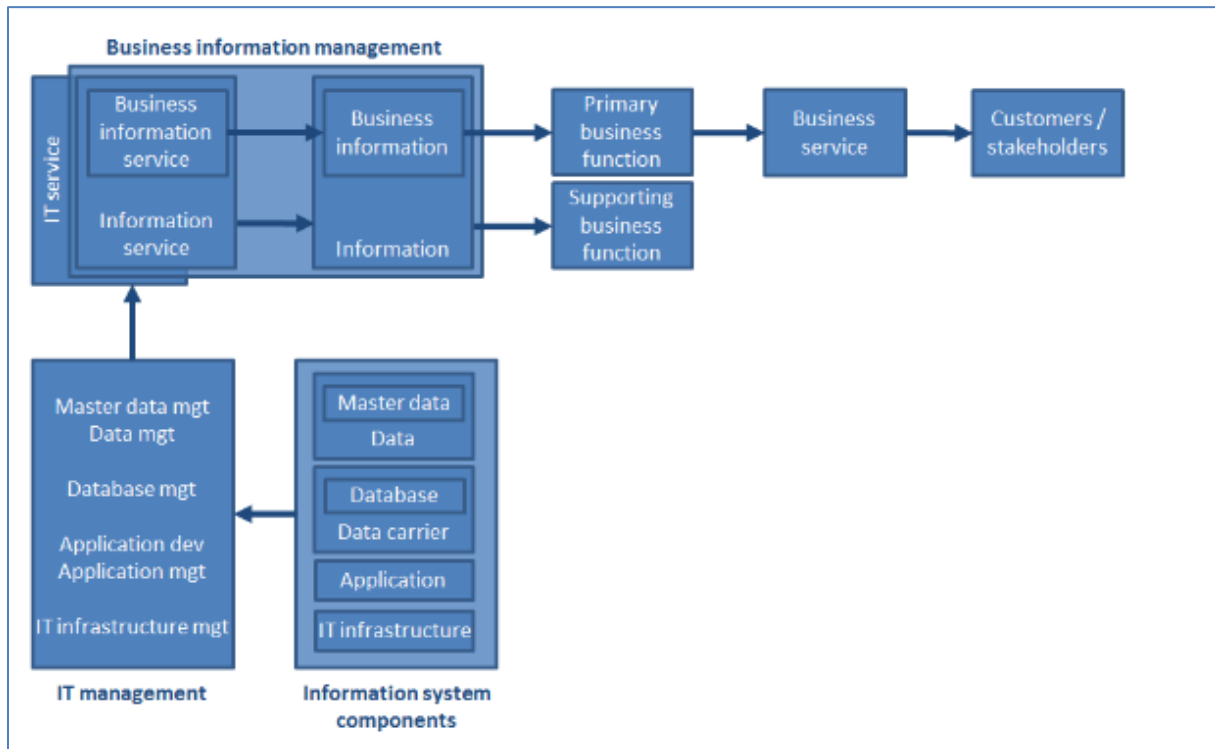 Business information management
IT service
Business
information
service
Business
information
Primary
business
function
Business
service
Customers /
stakeholders
Information
service
Information
Supporting
business
function
Master data mgt
Data mgt
Database mgt
Application dev
Application mgt
IT infrastructure mgt
IT management
Master data
Data
Database
Data carrier
Application
IT infrastructure
Information system
components